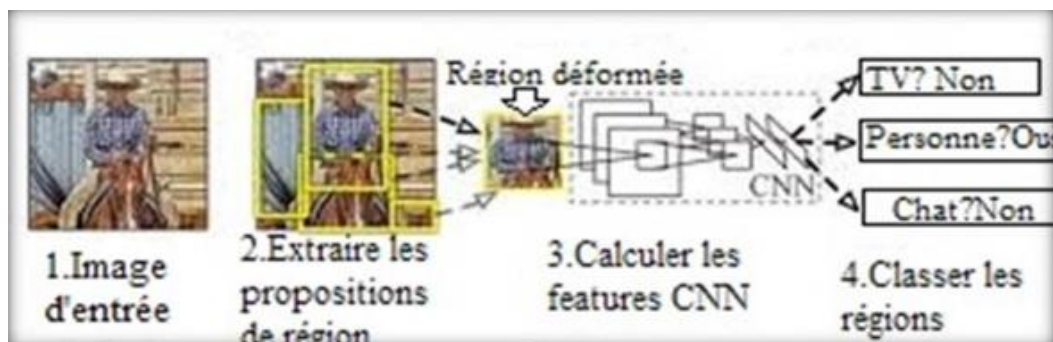 Région déformée
TV? Non
Personne?Oui
Chat?Non
CNN
1.Image
d'entrée
2.Extraire les
propositions
de région
3.Calculer les
features CNN
4.Classer les
régions